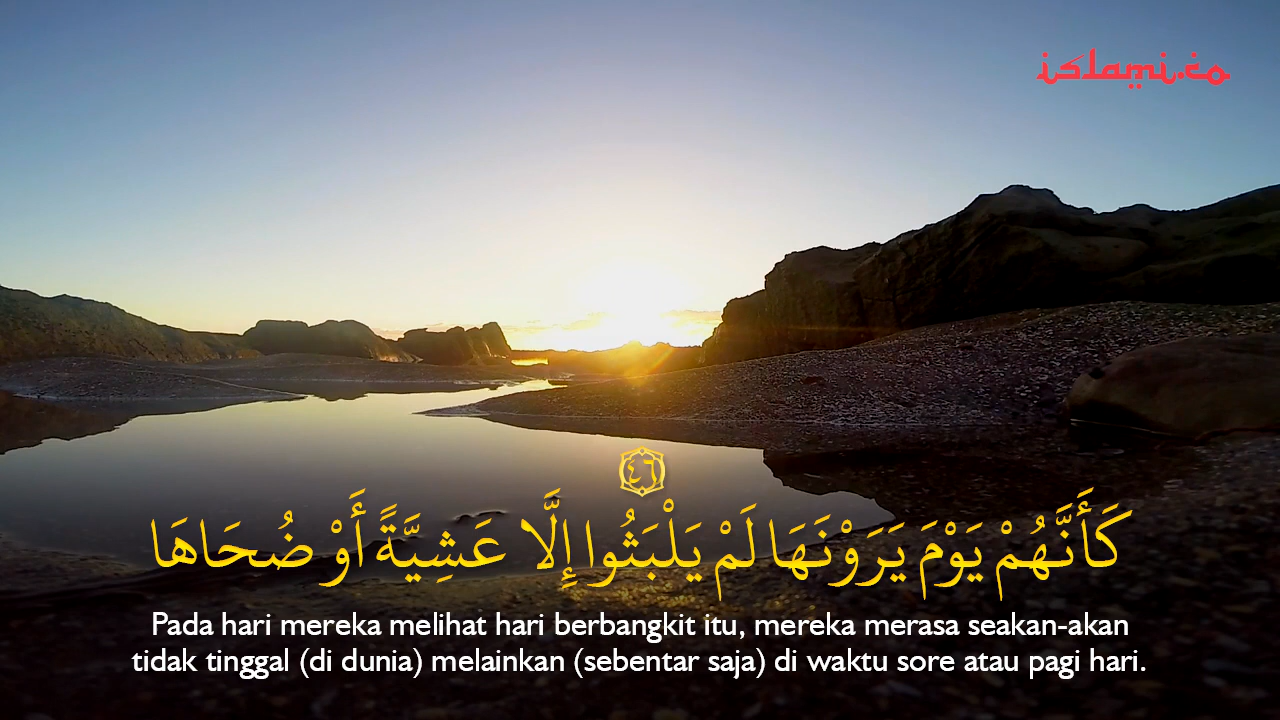 islami.co
٤٦
كَأَنَّهُمْ يَوْمَ يَرَوْنَهَا لَمْ يَلْبَثُوا إِلَّا عَشِيَّةً أَوْ ضُحَاهَا
Pada hari mereka melihat hari berbangkit itu, mereka merasa seakan-akan
tidak tinggal (di dunia) melainkan (sebentar saja) di waktu sore atau pagi hari.